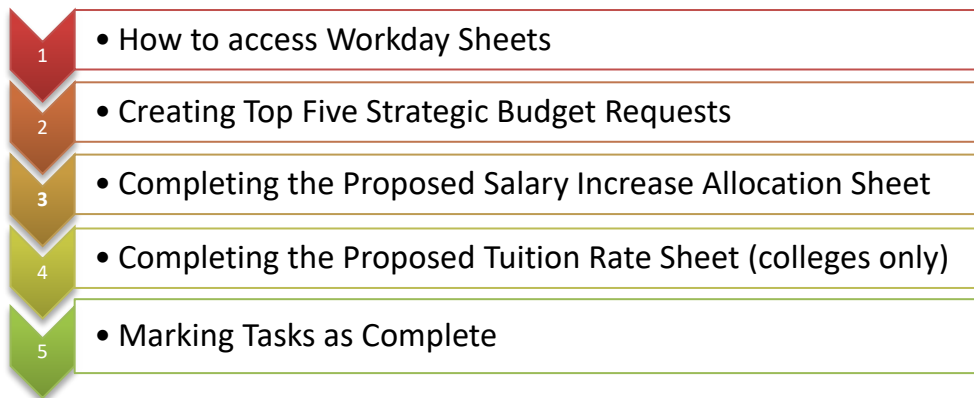 1 • How to access Workday Sheets
2 • Creating Top Five Strategic Budget Requests
3 • Completing the Proposed Salary Increase Allocation Sheet
4 • Completing the Proposed Tuition Rate Sheet (colleges only)
5 • Marking Tasks as Complete